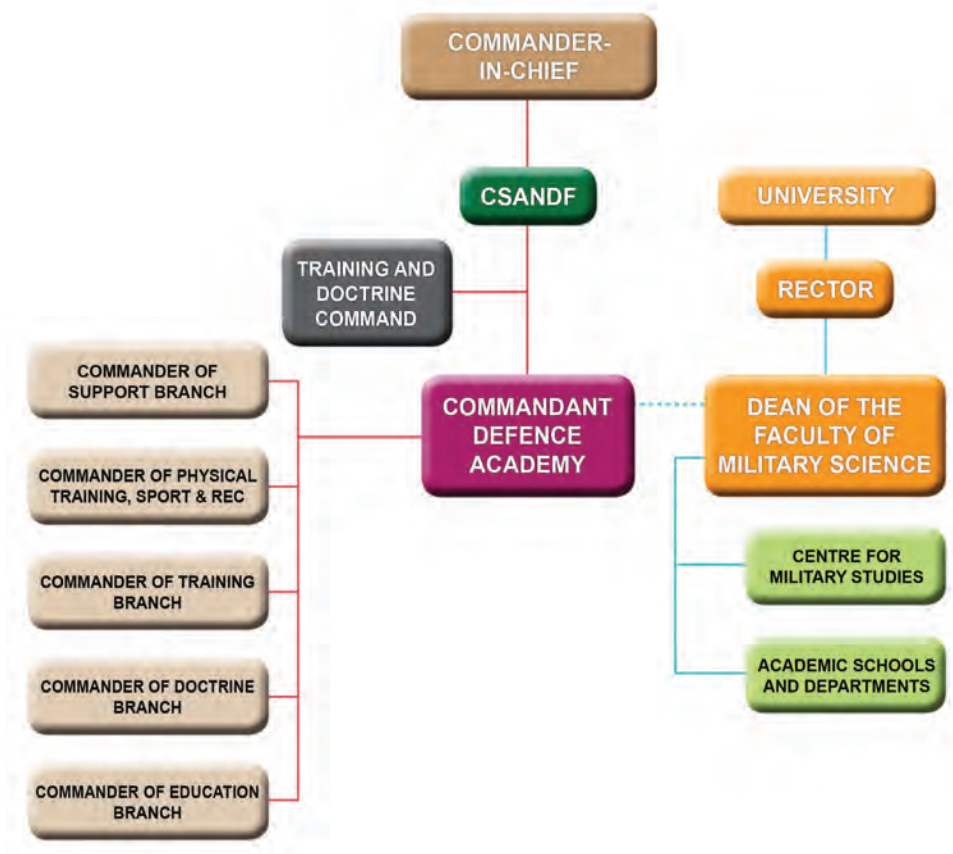 COMMANDER-
IN-CHIEF
CSANDF
UNIVERSITY
TRAINING AND
DOCTRINE
COMMAND
RECTOR
COMMANDER OF
SUPPORT BRANCH
COMMANDANT
DEFENCE
ACADEMY
DEAN OF THE
FACULTY OF
MILITARY SCIENCE
COMMANDER OF PHYSICAL
TRAINING, SPORT & REC
CENTRE FOR
MILITARY STUDIES
COMMANDER OF TRAINING
BRANCH
ACADEMIC SCHOOLS
AND DEPARTMENTS
COMMANDER OF DOCTRINE
BRANCH
COMMANDER OF EDUCATION
BRANCH